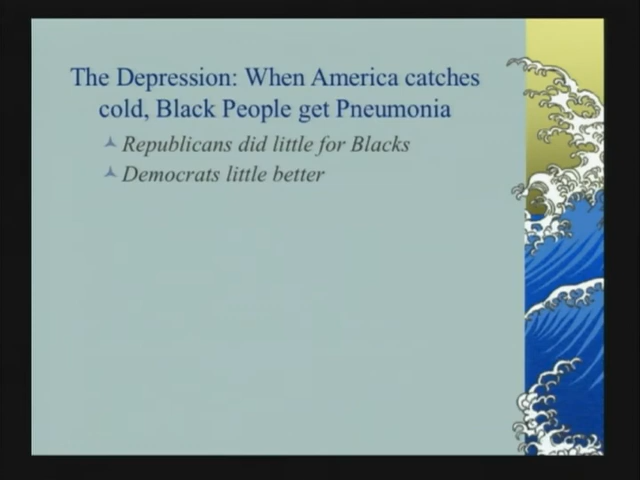 The Depression: When America catches
cold, Black People get Pneumonia
Republicans did little for Blacks
Democrats little better